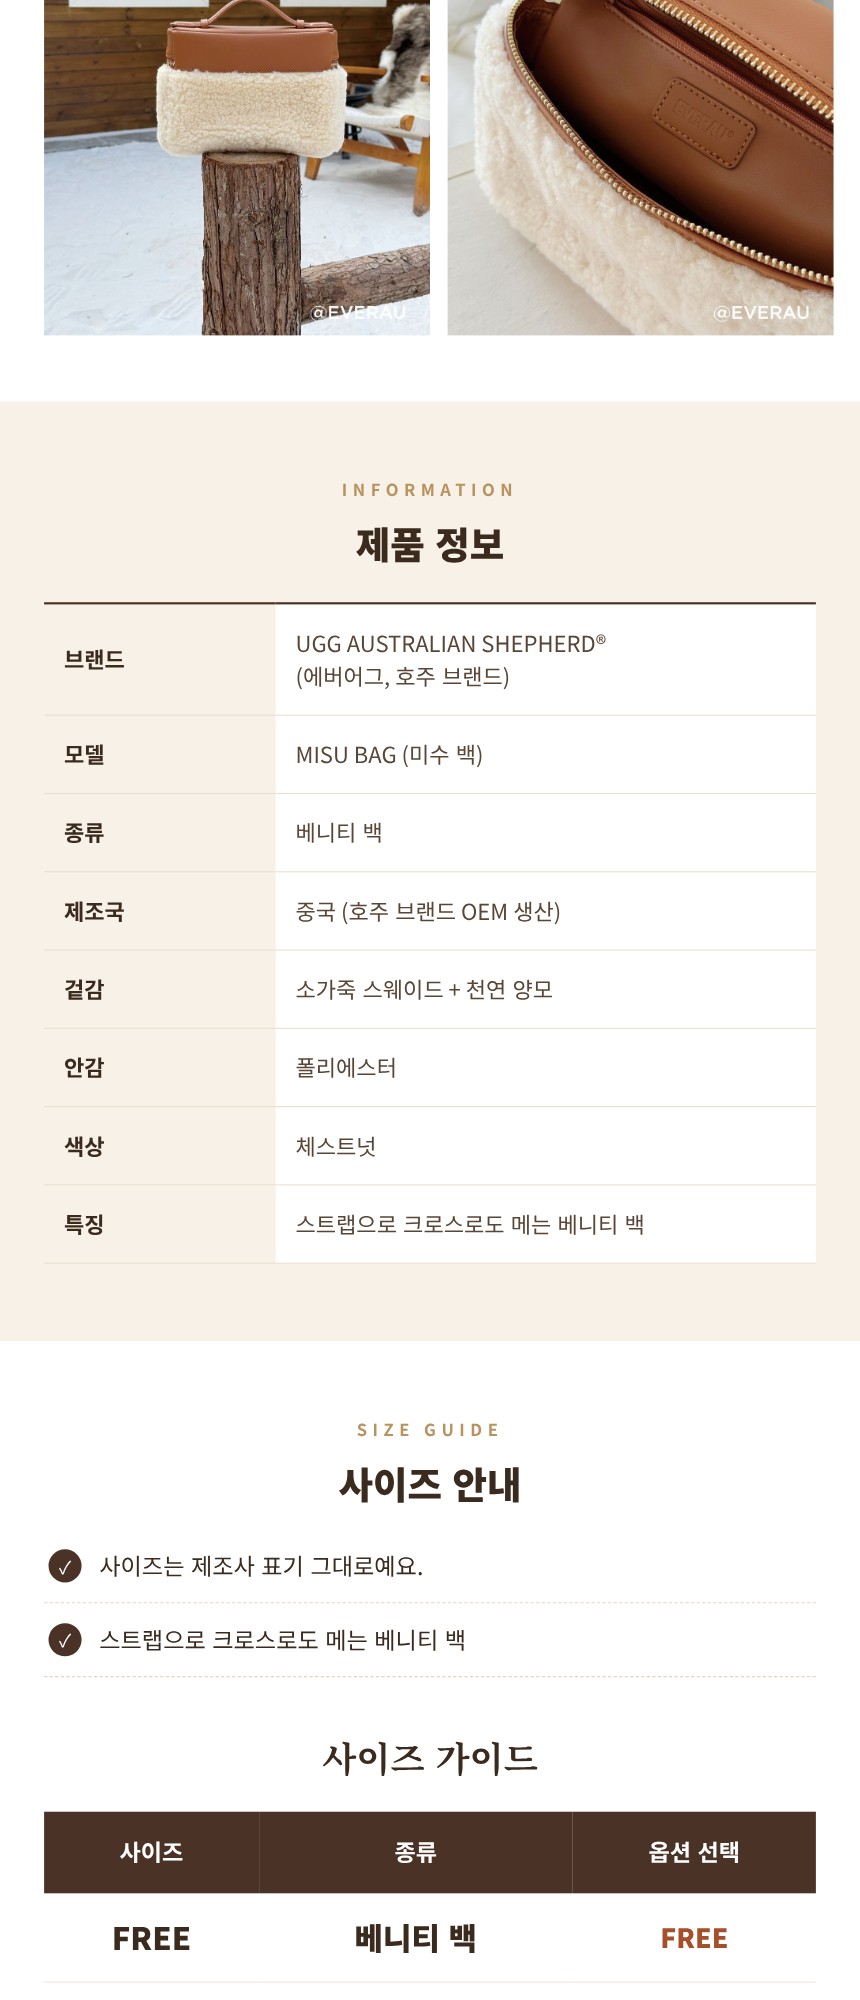 @EVERAU
EVERAU®
@EVERAU
INFORMATION
제품 정보
브랜드
UGG AUSTRALIAN SHEPHERD®
(에버어그, 호주 브랜드)
모델
MISU BAG (미수 백)
종류
베니티 백
제조국
중국 (호주 브랜드 OEM 생산)
겉감
소가죽 스웨이드 + 천연 양모
안감
폴리에스터
색상
체스트넛
특징
스트랩으로 크로스로도 메는 베니티 백
SIZE GUIDE
사이즈 안내
✓ 사이즈는 제조사 표기 그대로예요.
✓ 스트랩으로 크로스로도 메는 베니티 백
사이즈 가이드
사이즈 종류 옵션 선택
FREE 베니티 백 FREE